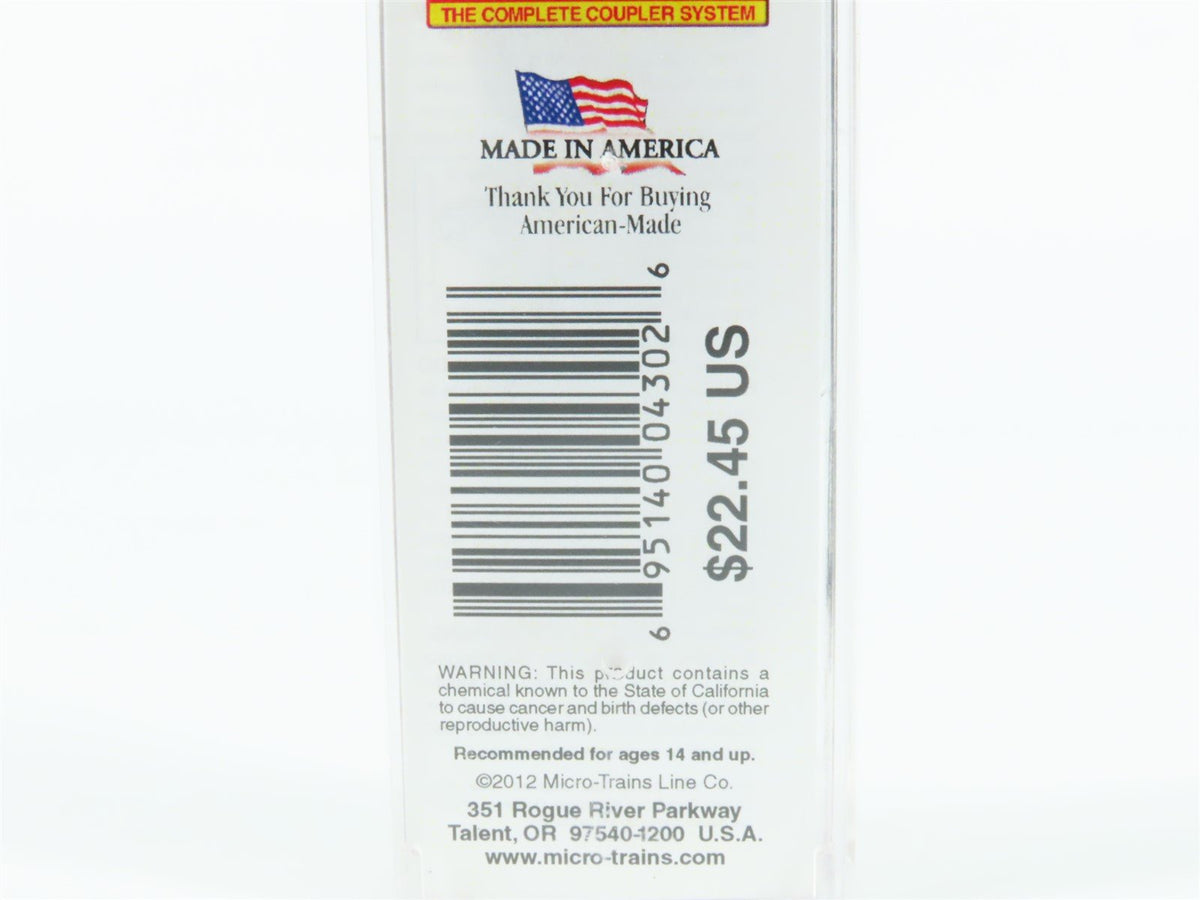 THE COMPLETE COUPLER SYSTEM
MADE IN AMERICA
Thank You For Buying
American-Made
6 95140 04302 6
$22.45 US
WARNING: This product contains a
chemical known to the State of California
to cause cancer and birth defects (or other
reproductive harm).
Recommended for ages 14 and up.
©2012 Micro-Trains Line Co.
351 Rogue River Parkway
Talent, OR 97540-1200 U.S.A.
www.micro-trains.com